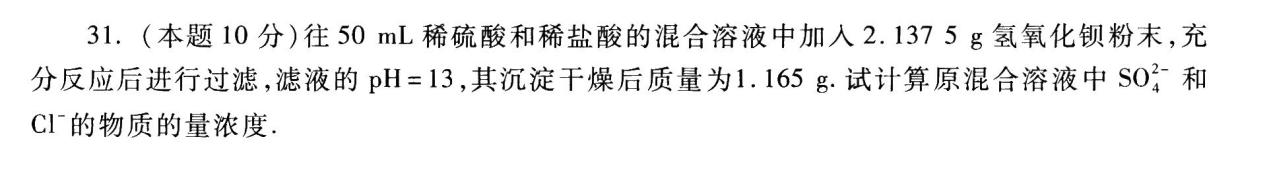 31. (本题 10 分)往 50 mL 稀硫酸和稀盐酸的混合溶液中加入 2.137 5 g 氢氧化钡粉末,充
分反应后进行过滤,滤液的 pH=13,其沉淀干燥后质量为1.165 g.试计算原混合溶液中 SO₄²⁻ 和
Cl⁻的物质的量浓度.